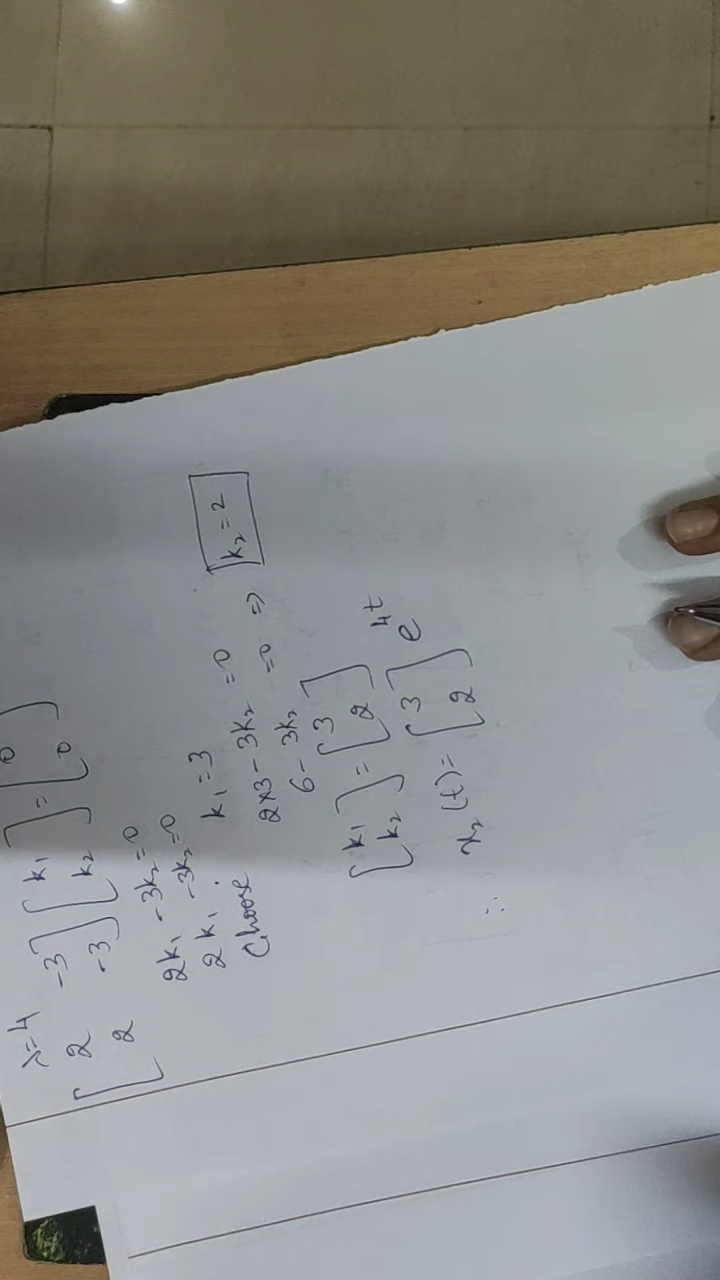 λ=4
[2 -3; 2 -3] [k₁; k₂] = [0; 0]
2k₁ -3k₂=0
2k₁ -3k₂=0
Choose k₁=3
2×3-3k₂=0
6-3k₂=0 ⇒ k₂=2
[k₁; k₂] = [3; 2]
∴ x₂(t)= [3; 2] e^4t